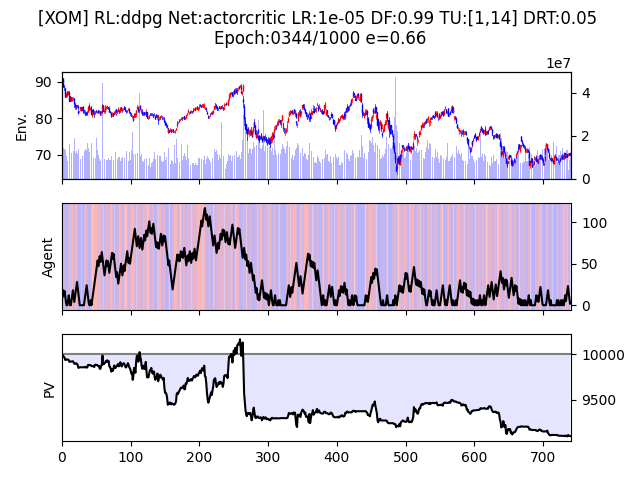 [XOM] RL:ddpg Net:actorcritic LR:1e-05 DF:0.99 TU:[1,14] DRT:0.05
Epoch:0344/1000 e=0.66
1e7
Env.
90
80
70
4
2
0
Agent
100
50
0
PV
10000
9500
0 100 200 300 400 500 600 700